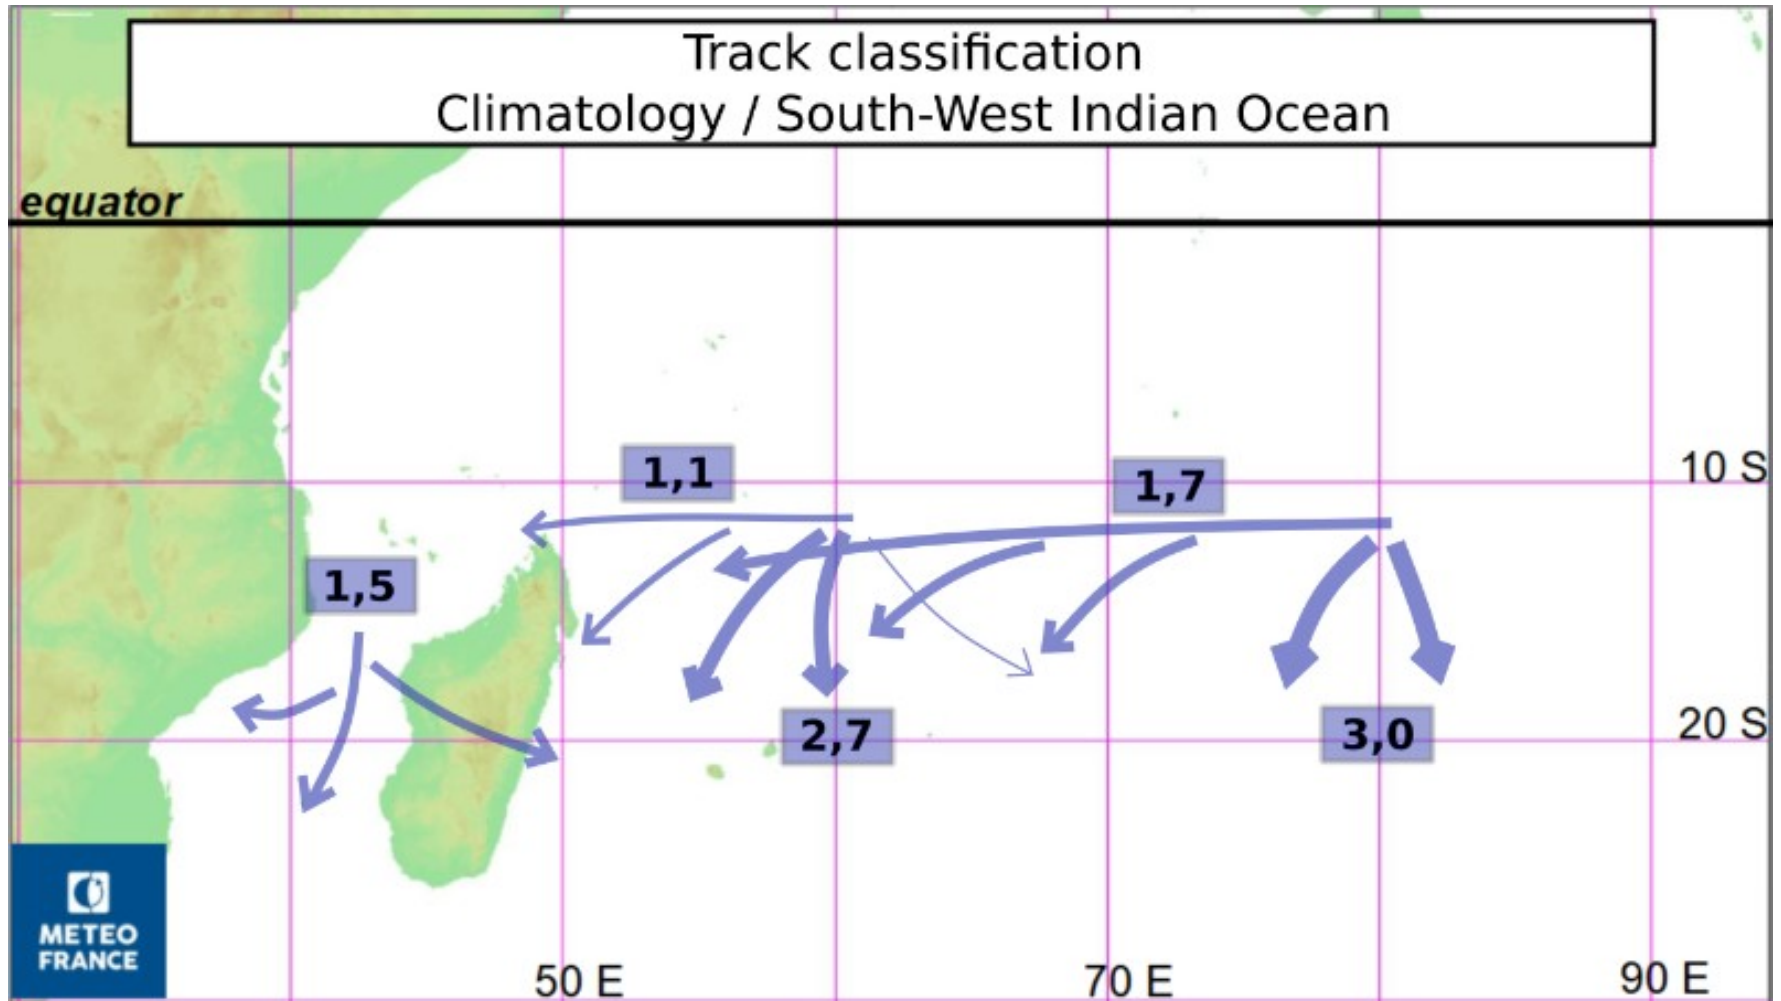 Track classification
Climatology / South-West Indian Ocean
equator
10 S
1,1
1,7
1,5
20 S
2,7
3,0
METEO
FRANCE
50 E
70 E
90 E